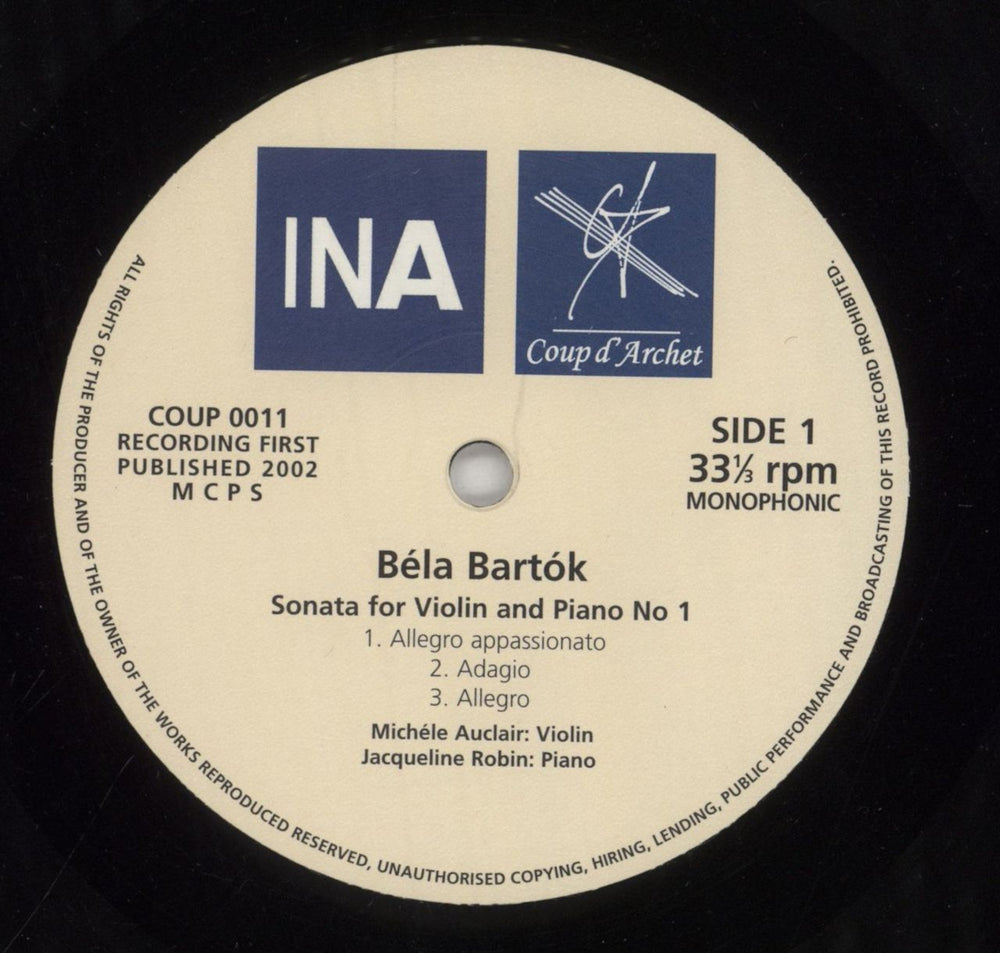 INA
Coup d'Archet
COUP 0011
RECORDING FIRST
PUBLISHED 2002
M C P S
SIDE 1
33⅓ rpm
MONOPHONIC
Béla Bartók
Sonata for Violin and Piano No 1
1. Allegro appassionato
2. Adagio
3. Allegro
Michéle Auclair: Violin
Jacqueline Robin: Piano
ALL RIGHTS OF THE PRODUCER AND OF THE OWNER OF THE WORKS REPRODUCED RESERVED, UNAUTHORISED COPYING, HIRING, LENDING, PUBLIC PERFORMANCE AND BROADCASTING OF THIS RECORD PROHIBITED.